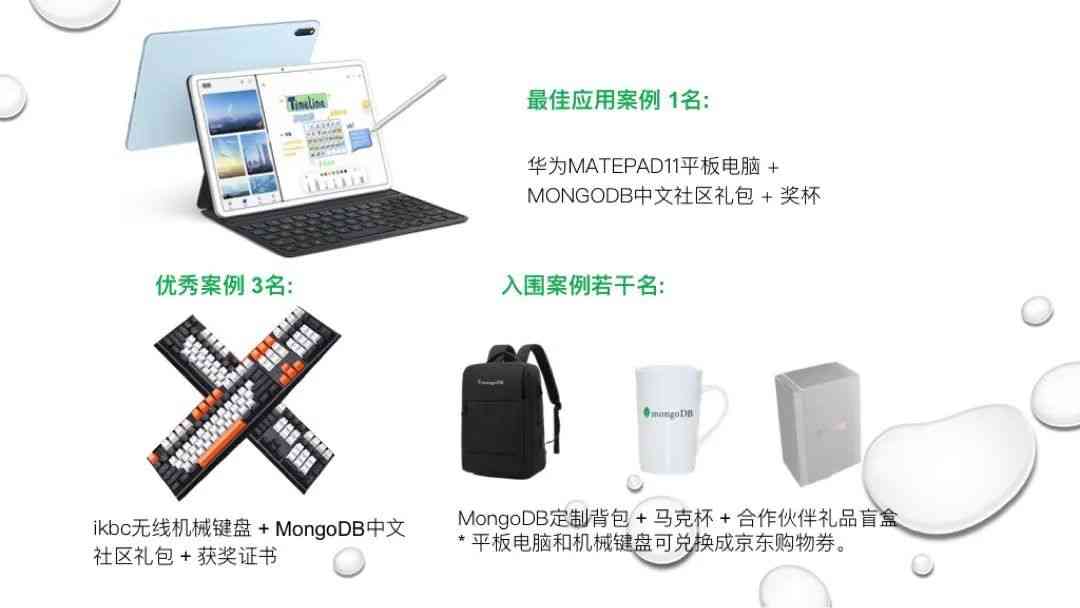 Timeline
最佳应用案例 1名:
华为MATEPAD11平板电脑 +
MONGODB中文社区礼包 + 奖杯
优秀案例 3名:
入围案例若干名:
mongoDB
mongoDB
ikbc无线机械键盘 + MongoDB中文
社区礼包 + 获奖证书
MongoDB定制背包 + 马克杯 + 合作伙伴礼品盲盒
* 平板电脑和机械键盘可兑换成京东购物券。